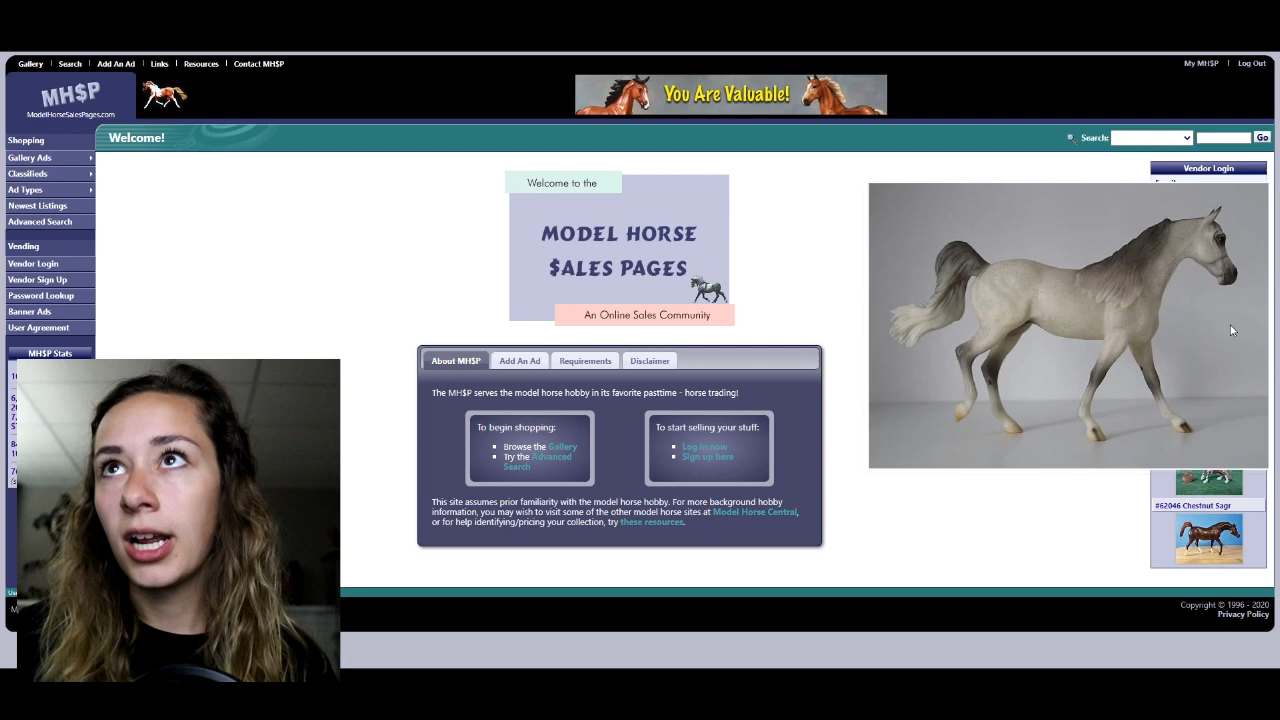 Gallery
Search
Add An Ad
Links
Resources
Contact MH$P
My MH$P
Log Out
MH$P
ModelHorseSalesPages.com
You Are Valuable!
Shopping
Gallery Ads
Classifieds
Ad Types
Newest Listings
Advanced Search
Vending
Vendor Login
Vendor Sign Up
Password Lookup
Banner Ads
User Agreement
MH$P Stats
Welcome!
Search:
Go
Welcome to the
MODEL HORSE
$ALES PAGES
An Online Sales Community
Vendor Login
About MH$P
Add An Ad
Requirements
Disclaimer
The MH$P serves the model horse hobby in its favorite pasttime - horse trading!
To begin shopping:
Browse the Gallery
Try the Advanced
Search
To start selling your stuff:
Log in now
Sign up here
This site assumes prior familiarity with the model horse hobby. For more background hobby
information, you may wish to visit some of the other model horse sites at Model Horse Central,
or for help identifying/pricing your collection, try these resources.
#62046 Chestnut Sagr
Copyright © 1996 - 2020
Privacy Policy